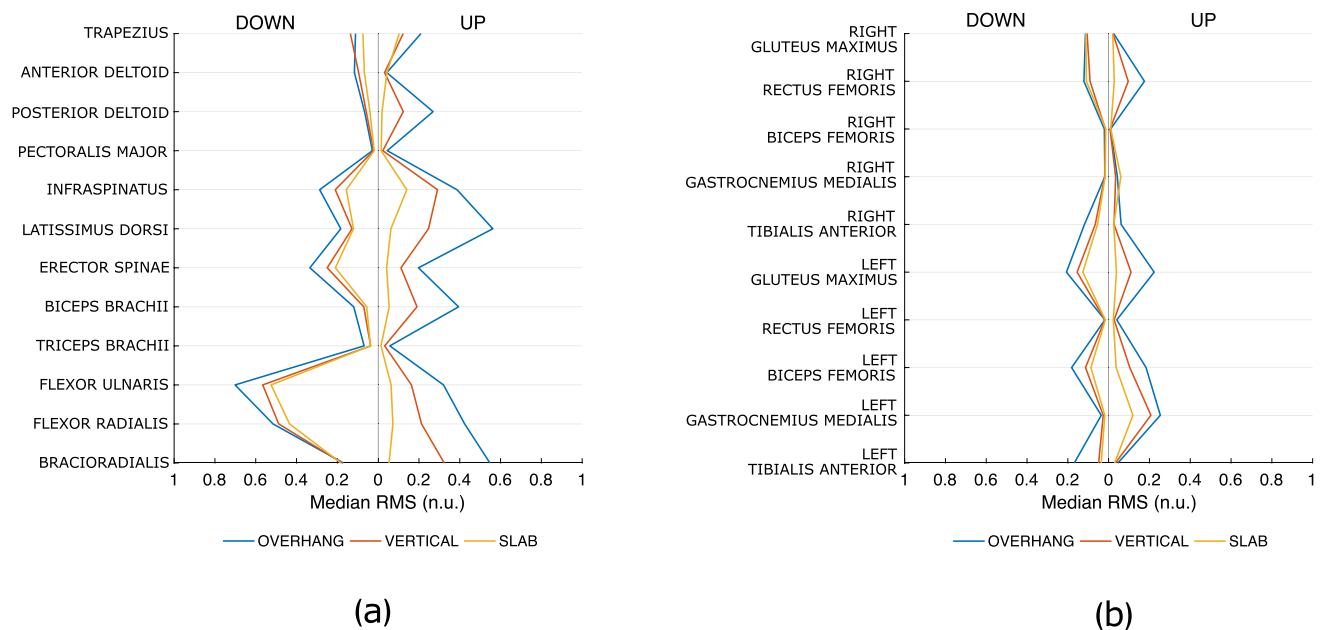 DOWN UP
TRAPEZIUS
ANTERIOR DELTOID
POSTERIOR DELTOID
PECTORALIS MAJOR
INFRASPINATUS
LATISSIMUS DORSI
ERECTOR SPINAE
BICEPS BRACHII
TRICEPS BRACHII
FLEXOR ULNARIS
FLEXOR RADIALIS
BRACIORADIALIS
1 0.8 0.6 0.4 0.2 0 0.2 0.4 0.6 0.8 1
Median RMS (n.u.)
OVERHANG VERTICAL SLAB
(a)
DOWN UP
RIGHT
GLUTEUS MAXIMUS
RIGHT
RECTUS FEMORIS
RIGHT
BICEPS FEMORIS
RIGHT
GASTROCNEMIUS MEDIALIS
RIGHT
TIBIALIS ANTERIOR
LEFT
GLUTEUS MAXIMUS
LEFT
RECTUS FEMORIS
LEFT
BICEPS FEMORIS
LEFT
GASTROCNEMIUS MEDIALIS
LEFT
TIBIALIS ANTERIOR
1 0.8 0.6 0.4 0.2 0 0.2 0.4 0.6 0.8 1
Median RMS (n.u.)
OVERHANG VERTICAL SLAB
(b)